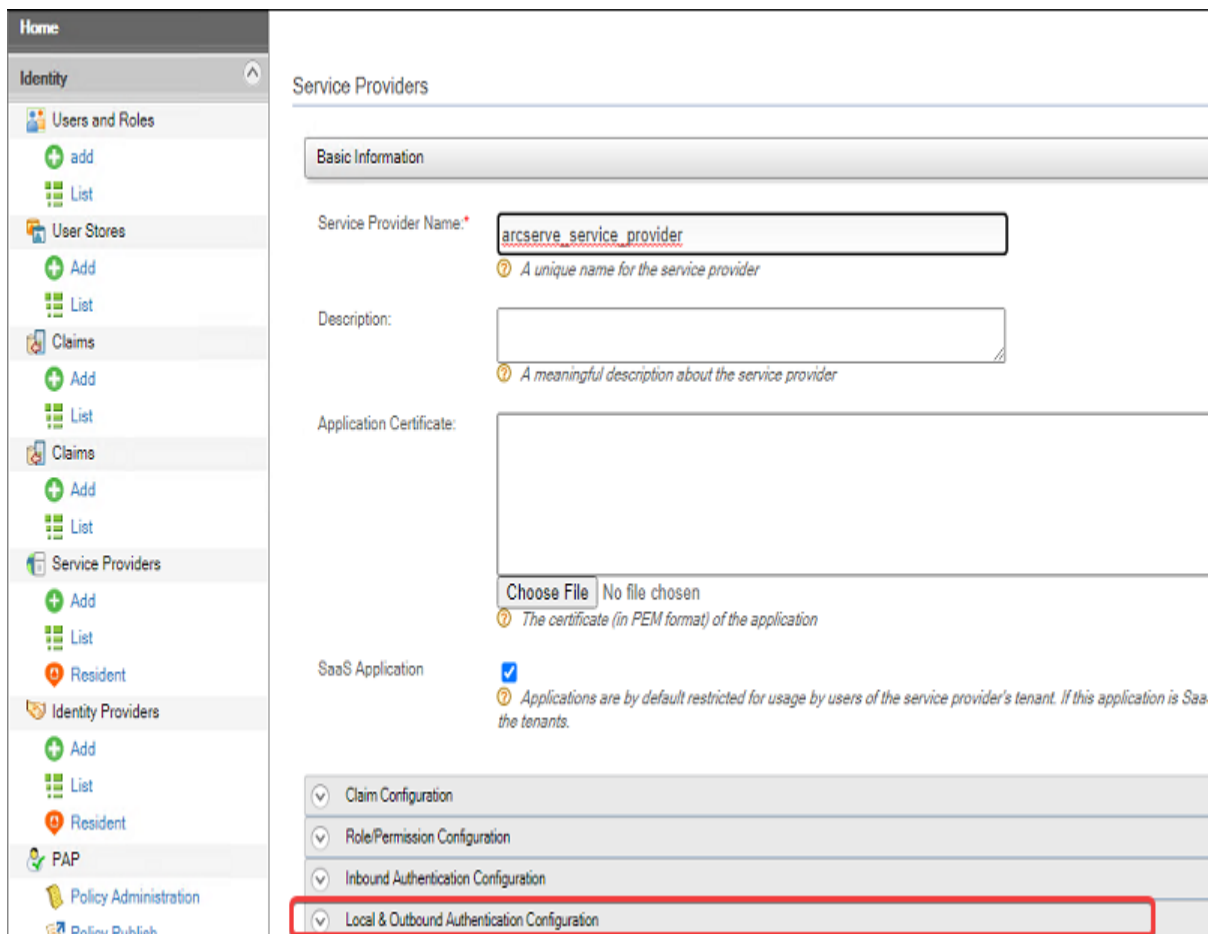 Home
Identity
Users and Roles
add
List
User Stores
Add
List
Claims
Add
List
Claims
Add
List
Service Providers
Add
List
Resident
Identity Providers
Add
List
Resident
PAP
Policy Administration
Policy Publish
Service Providers
Basic Information
Service Provider Name:*
arcserve_service_provider
A unique name for the service provider
Description:
A meaningful description about the service provider
Application Certificate:
Choose File No file chosen
The certificate (in PEM format) of the application
SaaS Application
Applications are by default restricted for usage by users of the service provider's tenant. If this application is Saa
the tenants.
Claim Configuration
Role/Permission Configuration
Inbound Authentication Configuration
Local & Outbound Authentication Configuration